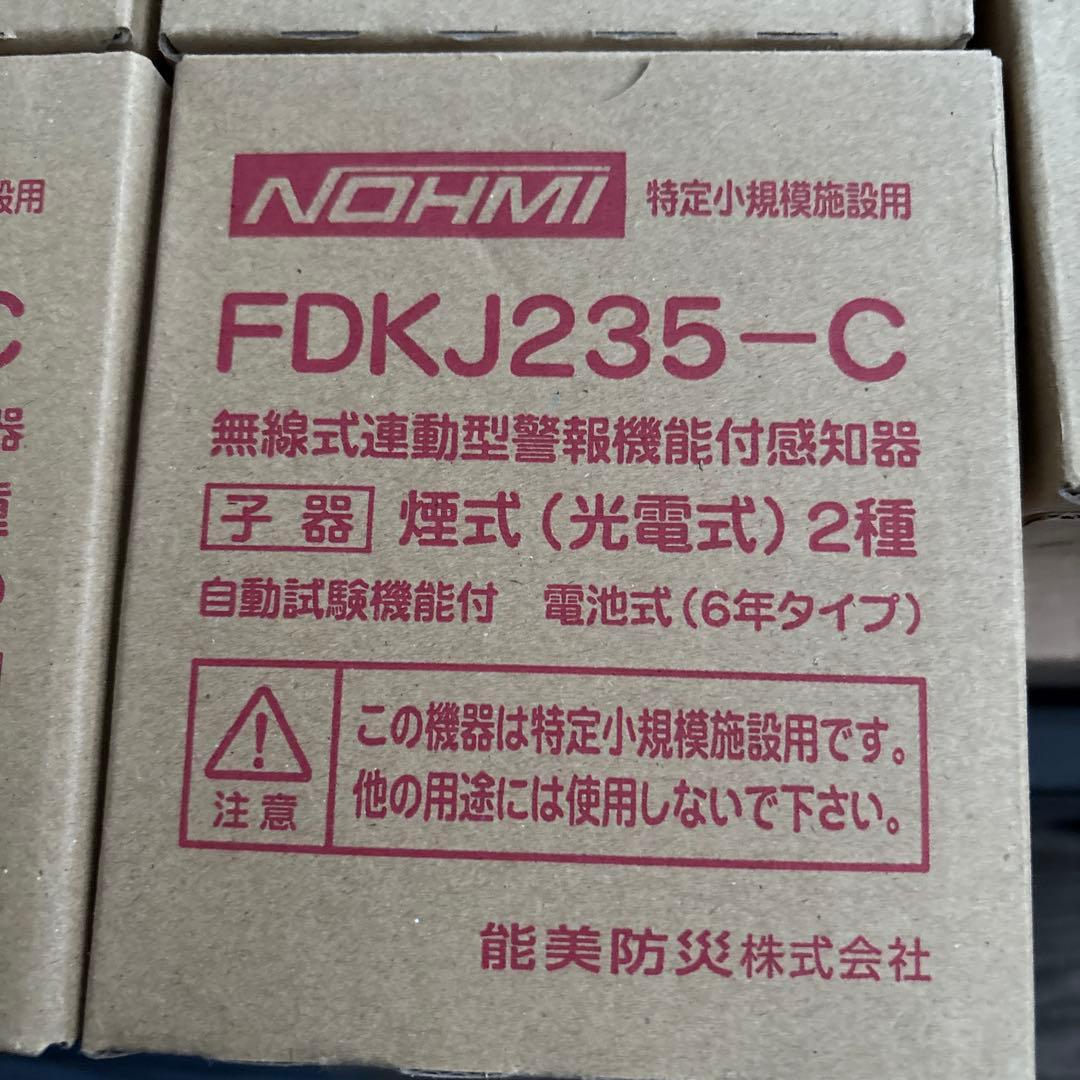 NOHMI 特定小規模施設用
FDKJ235-C
無線式連動型警報機能付感知器
子器 煙式(光電式)2種
自動試験機能付 電池式(6年タイプ)
注意
この機器は特定小規模施設用です。
他の用途には使用しないで下さい。
能美防災株式会社
設用
C
器
種